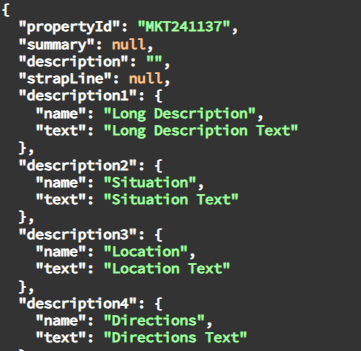 {
"propertyId": "MKT241137",
"summary": null,
"description": "",
"strapLine": null,
"description1": {
"name": "Long Description",
"text": "Long Description Text"
},
"description2": {
"name": "Situation",
"text": "Situation Text"
},
"description3": {
"name": "Location",
"text": "Location Text"
},
"description4": {
"name": "Directions",
"text": "Directions Text"